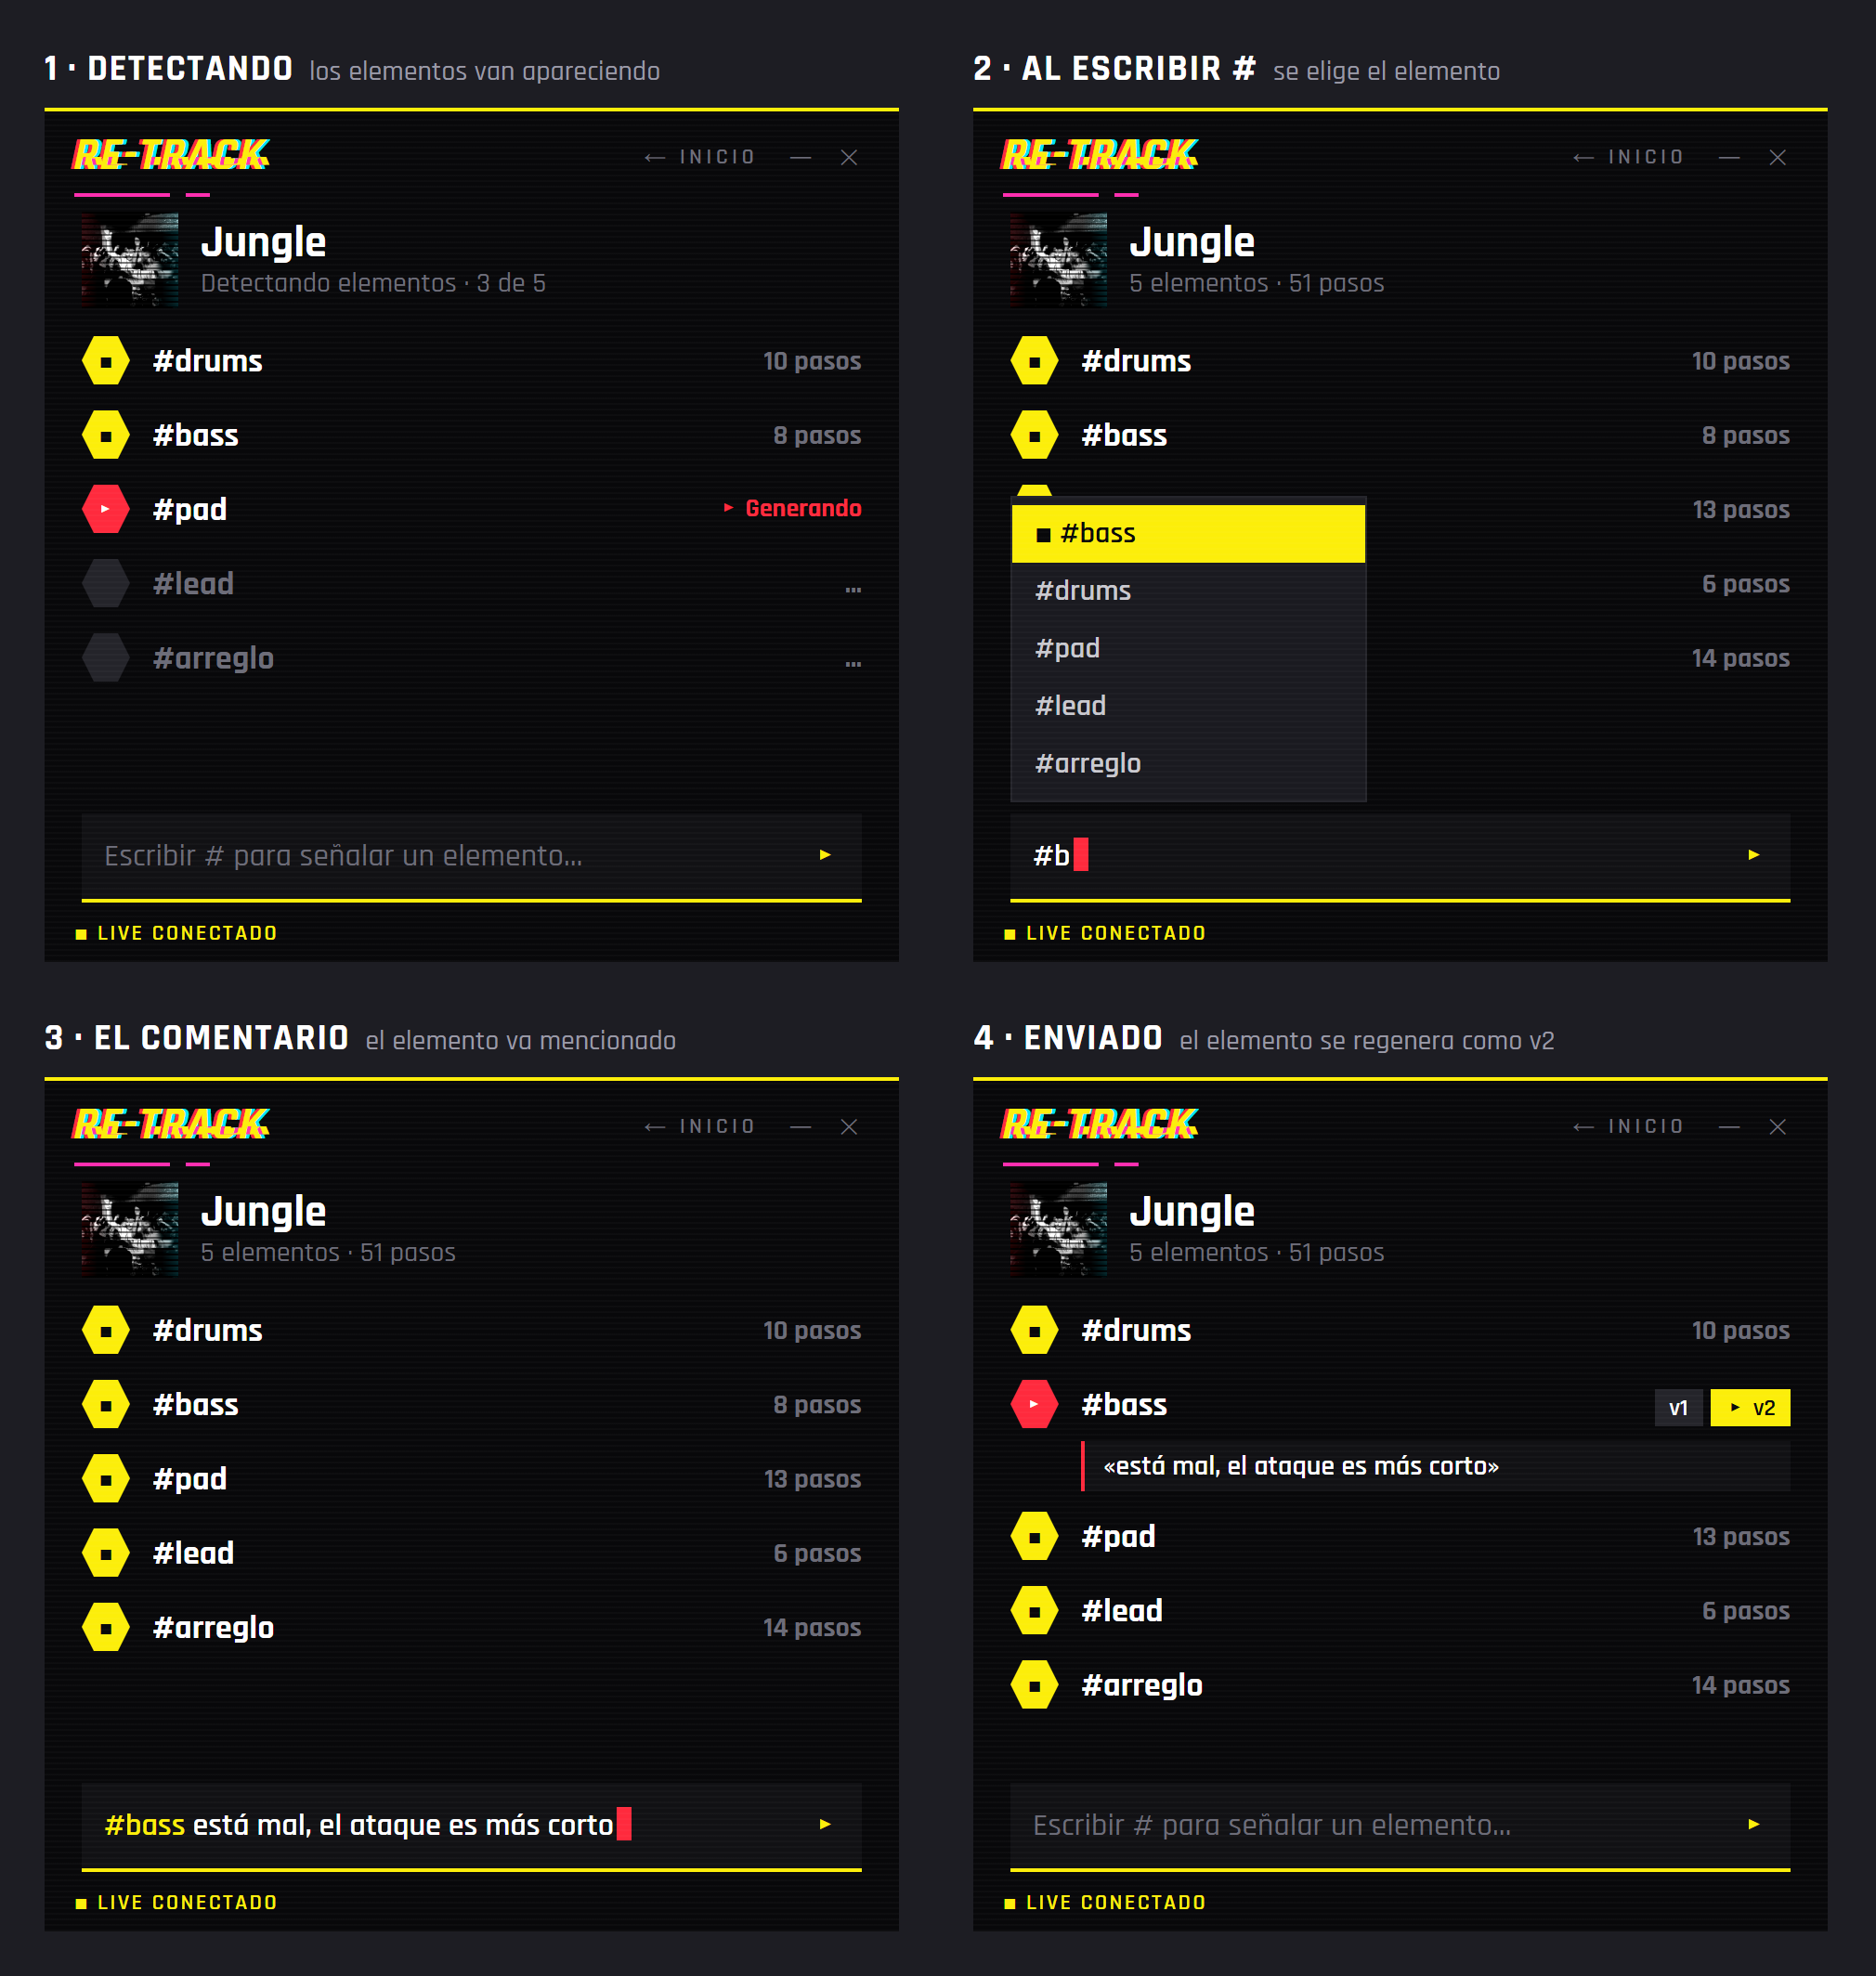 1 · DETECTANDO los elementos van apareciendo
RE-TRACK
← INICIO — ×
Jungle
Detectando elementos · 3 de 5
#drums 10 pasos
#bass 8 pasos
#pad ▸ Generando
#lead ...
#arreglo ...
Escribir # para señalar un elemento... ▸
■ LIVE CONECTADO
2 · AL ESCRIBIR # se elige el elemento
RE-TRACK
← INICIO — ×
Jungle
5 elementos · 51 pasos
#drums 10 pasos
#bass 8 pasos
13 pasos
6 pasos
14 pasos
■ #bass
#drums
#pad
#lead
#arreglo
#b ▸
■ LIVE CONECTADO
3 · EL COMENTARIO el elemento va mencionado
RE-TRACK
← INICIO — ×
Jungle
5 elementos · 51 pasos
#drums 10 pasos
#bass 8 pasos
#pad 13 pasos
#lead 6 pasos
#arreglo 14 pasos
#bass está mal, el ataque es más corto ▸
■ LIVE CONECTADO
4 · ENVIADO el elemento se regenera como v2
RE-TRACK
← INICIO — ×
Jungle
5 elementos · 51 pasos
#drums 10 pasos
#bass v1 ▸ v2
«está mal, el ataque es más corto»
#pad 13 pasos
#lead 6 pasos
#arreglo 14 pasos
Escribir # para señalar un elemento... ▸
■ LIVE CONECTADO